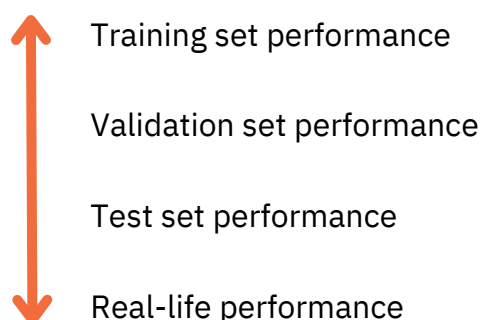 Training set performance
Validation set performance
Test set performance
Real-life performance